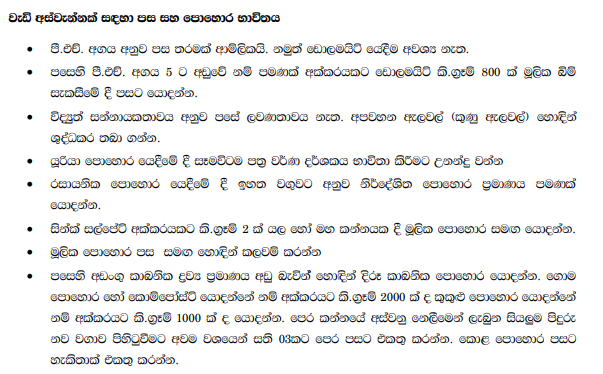 වැඩි අස්වැන්නක් සඳහා පස සහ පොහොර භාවිතය
• පී.එච්. අගය අනුව පස තරමක් ආම්ලිකයි. නමුත් ඩොලමයිට් යෙදීම අවශ්‍ය නැත.
• පසෙහි පී.එච්. අගය 5 ට අඩුවේ නම් පමණක් අක්කරයකට ඩොලමයිට් කි.ග්‍රෑම් 800 ක් මූලික බිම්
සැකසීමේ දී පසට යොදන්න.
• විද්‍යුත් සන්නායකතාවය අනුව පසේ ලවණතාවය නැත. අපවහන ඇලවල් (කුණු ඇලවල්) හොඳින්
ශුද්ධකර තබා ගන්න.
• යූරියා පොහොර යෙදීමේ දී සෑමවිටම පත්‍ර වර්ණ දර්ශකය භාවිතා කිරීමට උනන්දු වන්න
• රසායනික පොහොර යෙදීමේ දී ඉහත වගුවට අනුව නිර්දේශිත පොහොර ප්‍රමාණය පමණක්
යොදන්න.
• සින්ක් සල්පේට් අක්කරයකට කි.ග්‍රෑම් 2 ක් යල හෝ මහ කන්නයක දී මූලික පොහොර සමඟ යොදන්න.
• මූලික පොහොර පස සමඟ හොඳින් කලවම් කරන්න
• පසෙහි අඩංගු කාබනික ද්‍රව්‍ය ප්‍රමාණය අඩු බැවින් හොඳින් දිරූ කාබනික පොහොර යොදන්න. ගොම
පොහොර හෝ කොම්පෝස්ට් යොදන්නේ නම් අක්කරයට කි.ග්‍රෑම් 2000 ක් ද කුකුළු පොහොර යොදන්නේ
නම් අක්කරයට කි.ග්‍රෑම් 1000 ක් ද යොදන්න. පෙර කන්නයේ අස්වනු නෙලීමෙන් ලැබුන සියලුම පිදුරු
නව වගාව පිහිටුවීමට අවම වශයෙන් සති 03කට පෙර පසට එකතු කරන්න. කොළ පොහොර පසට
හැකිතාක් එකතු කරන්න.